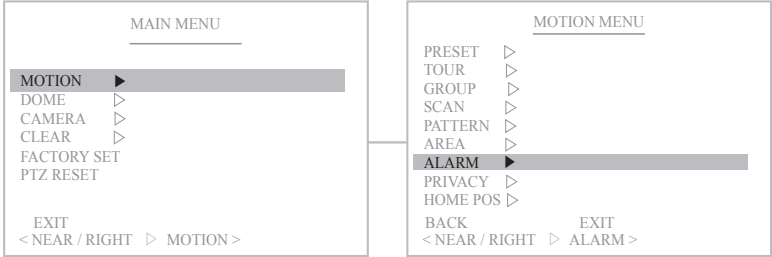 MAIN MENU
MOTION ▶
DOME ▷
CAMERA ▷
CLEAR ▷
FACTORY SET
PTZ RESET
EXIT
< NEAR / RIGHT ▷ MOTION >
MOTION MENU
PRESET ▷
TOUR ▷
GROUP ▷
SCAN ▷
PATTERN ▷
AREA ▷
ALARM ▶
PRIVACY ▷
HOME POS ▷
BACK EXIT
< NEAR / RIGHT ▷ ALARM >